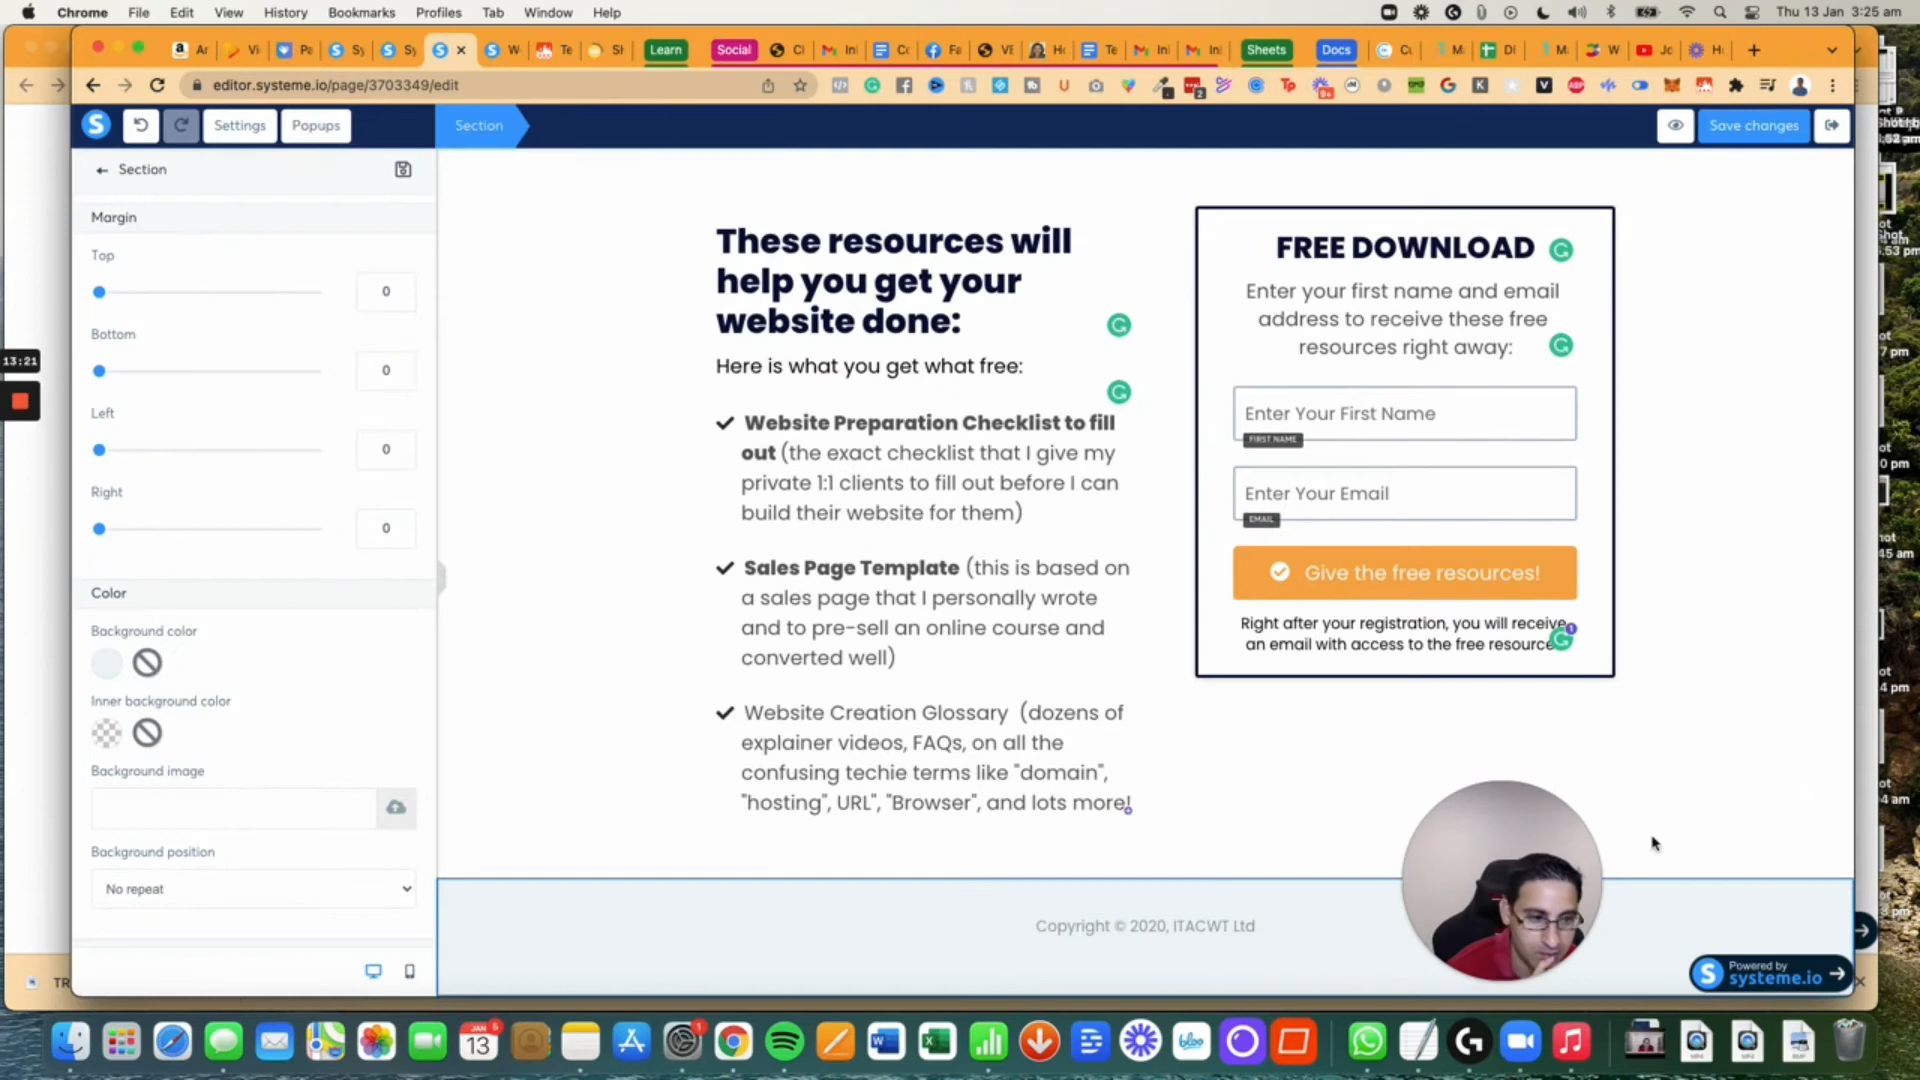 Chrome File Edit View History Bookmarks Profiles Tab Window Help
Thu 13 Jan 3:25 am
Learn Social Sheets Docs
editor.systeme.io/page/3703349/edit
Settings Popups Section Save changes
Section
Margin
Top
0
Bottom
0
Left
0
Right
0
Color
Background color
Inner background color
Background image
Background position
No repeat
13:21
These resources will
help you get your
website done:
Here is what you get what free:
Website Preparation Checklist to fill
out (the exact checklist that I give my
private 1:1 clients to fill out before I can
build their website for them)
Sales Page Template (this is based on
a sales page that I personally wrote
and to pre-sell an online course and
converted well)
Website Creation Glossary (dozens of
explainer videos, FAQs, on all the
confusing techie terms like "domain",
"hosting", URL", "Browser", and lots more!
FREE DOWNLOAD
Enter your first name and email
address to receive these free
resources right away:
Enter Your First Name
FIRST NAME
Enter Your Email
EMAIL
Give the free resources!
Right after your registration, you will receive
an email with access to the free resource
Copyright © 2020, ITACWT Ltd
Powered by
systeme.io
JAN
13